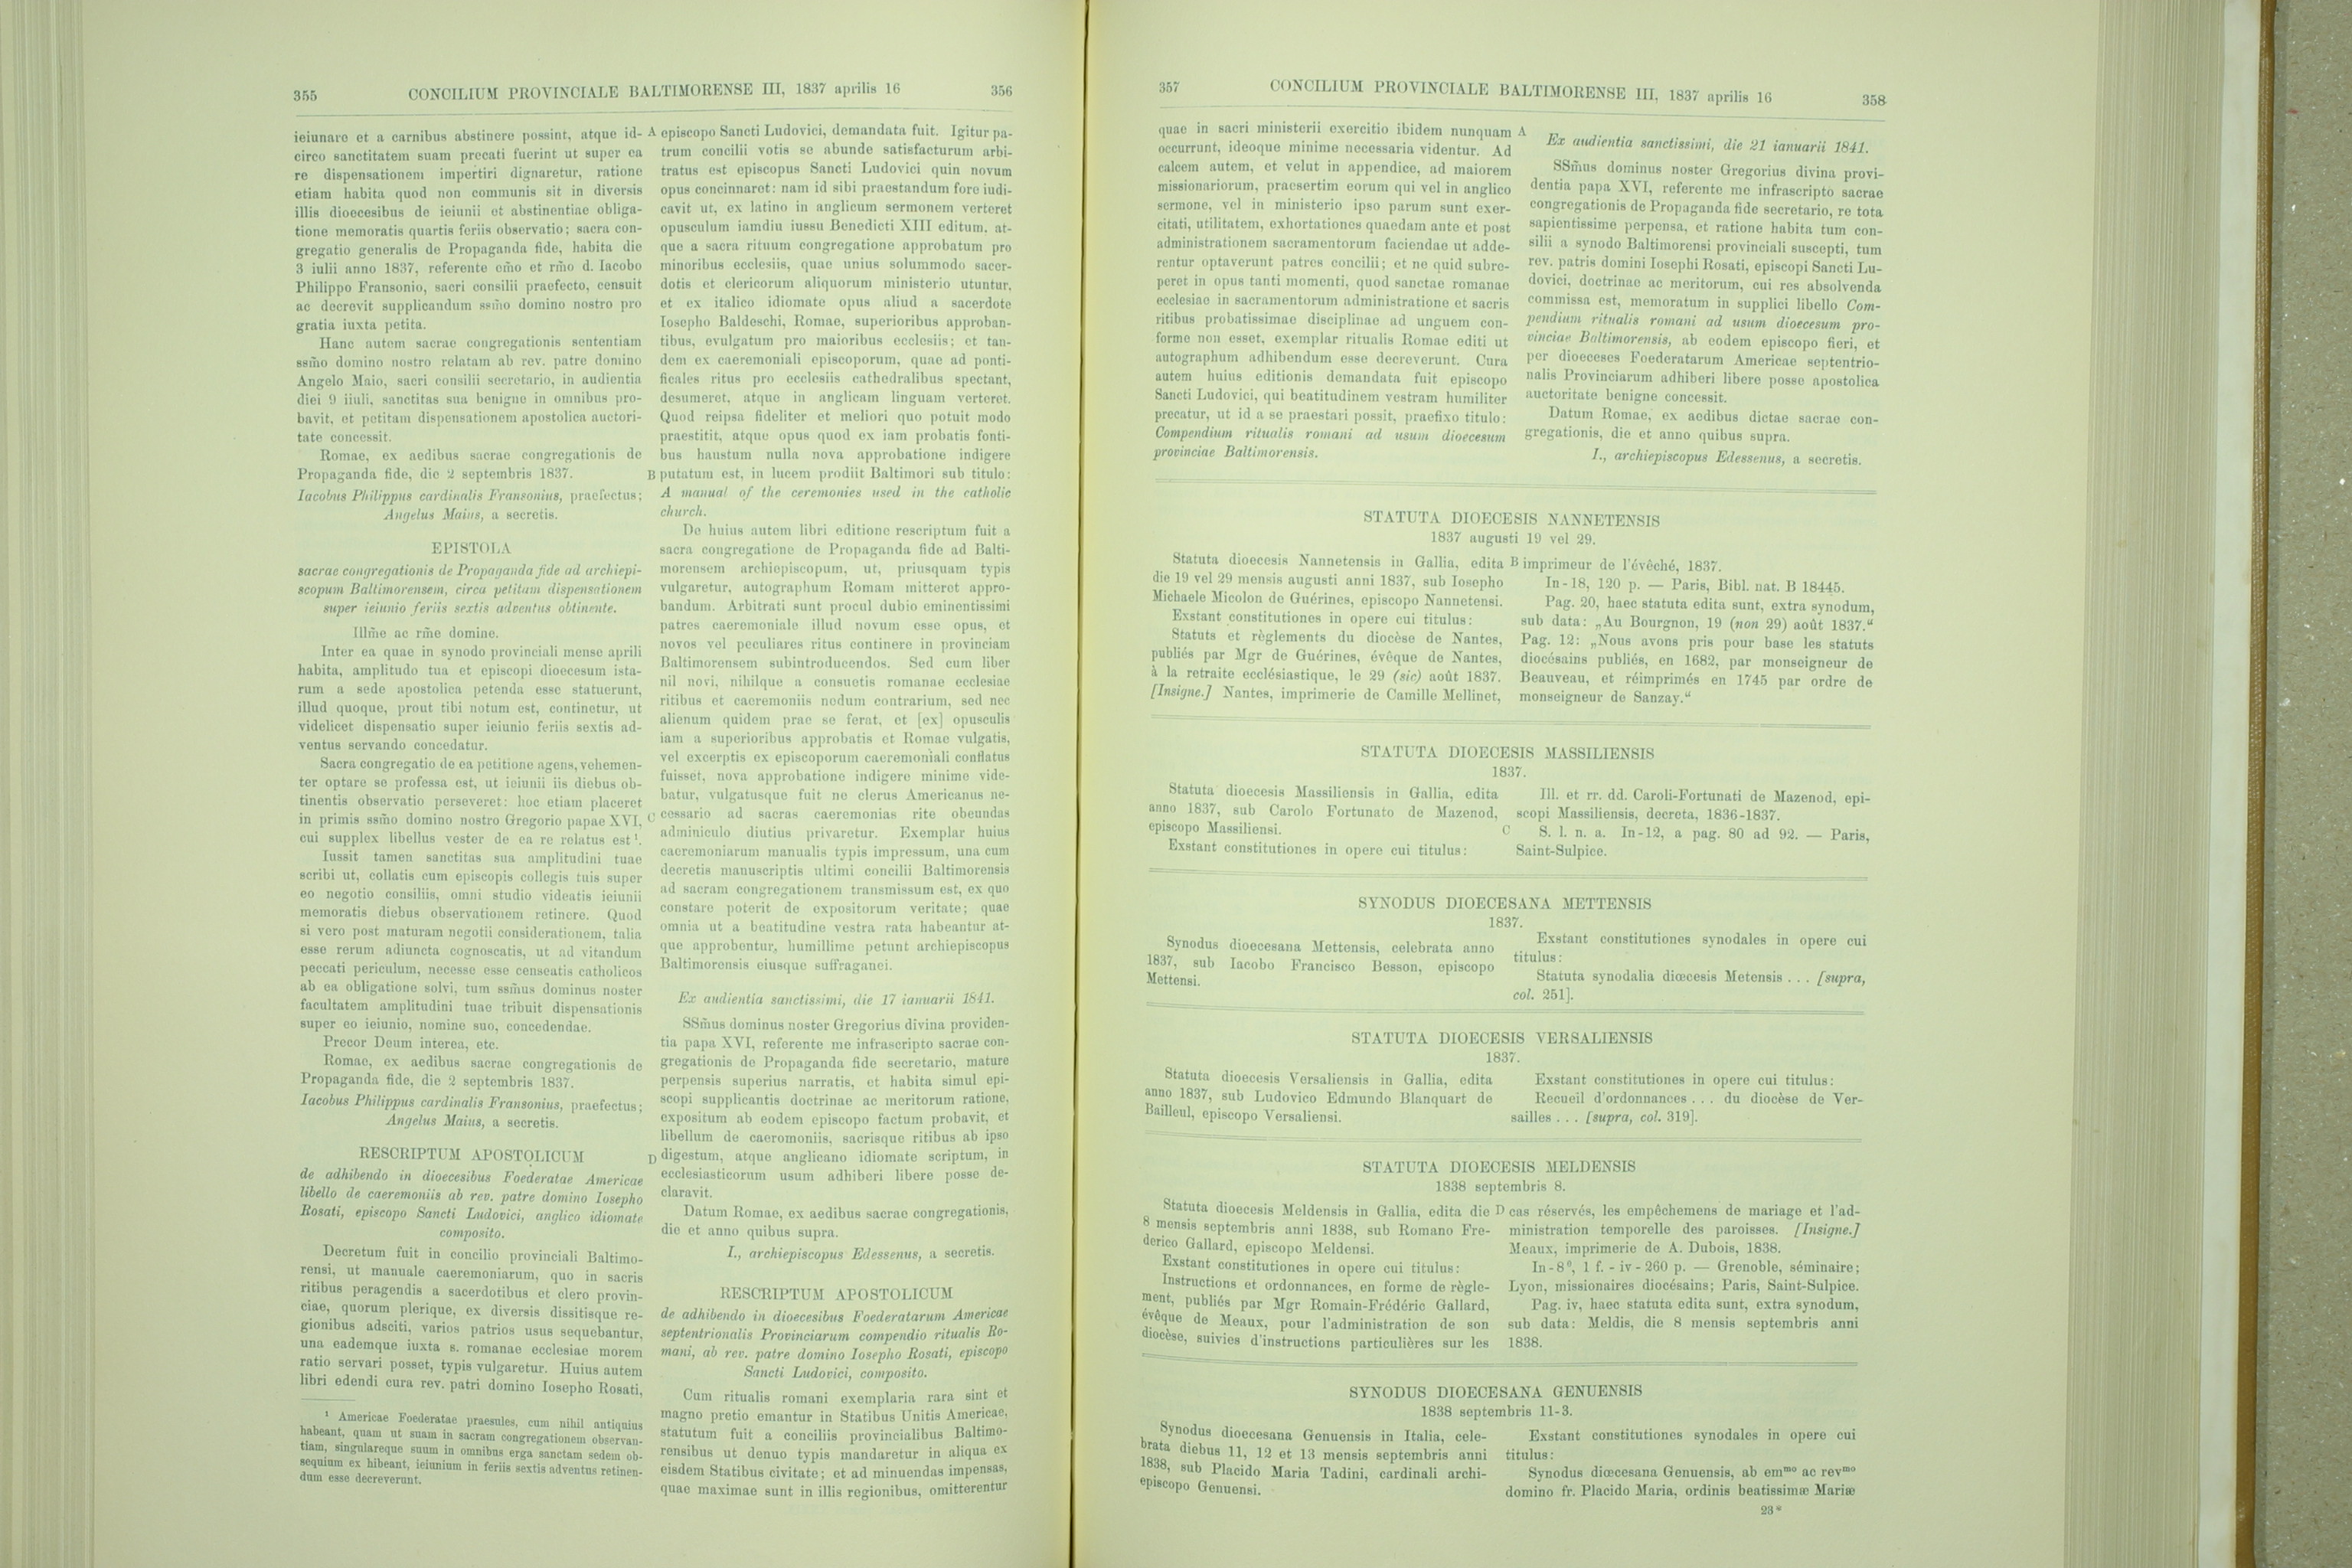 355 CONCILIUM PROVINCIALE BALTIMORENSE III, 1837 aprilis 16 356
ieiunare et a carnibus abstinere possint, atque id-
circo sanctitatem suam precati fuerint ut super ea
re dispensationem impertiri dignaretur, ratione
etiam habita quod non communis sit in diversis
illis dioecesibus de ieiunii et abstinentiae obliga-
tione memoratis quartis feriis observatio; sacra con-
gregatio generalis de Propaganda fide, habita die
3 iulii anno 1837, referente em̃o et rm̃o d. Iacobo
Philippo Fransonio, sacri consilii praefecto, censuit
ac decrevit supplicandum ssm̃o domino nostro pro
gratia iuxta petita.
Hanc autem sacrae congregationis sententiam
ssm̃o domino nostro relatam ab rev. patre domino
Angelo Maio, sacri consilii secretario, in audientia
diei 9 iiuli, sanctitas sua benigne in omnibus pro-
bavit, et petitam dispensationem apostolica auctori-
tate concessit.
Romae, ex aedibus sacrae congregationis de
Propaganda fide, die 2 septembris 1837.
Iacobus Philippus cardinalis Fransonius, praefectus;
Angelus Maius, a secretis.
EPISTOLA
sacrae congregationis de Propaganda fide ad archiepi-
scopum Baltimorensem, circa petitam dispensationem
super ieiunio feriis sextis adventus obtinente.
Illm̃e ac rm̃e domine.
Inter ea quae in synodo provinciali mense aprili
habita, amplitudo tua et episcopi dioecesum ista-
rum a sede apostolica petenda esse statuerunt,
illud quoque, prout tibi notum est, continetur, ut
videlicet dispensatio super ieiunio feriis sextis ad-
ventus servando concedatur.
Sacra congregatio de ea petitione agens, vehemen-
ter optare se professa est, ut ieiunii iis diebus ob-
tinentis observatio perseveret: hoc etiam placeret
in primis ssm̃o domino nostro Gregorio papae XVI,
cui supplex libellus vester de ea re relatus est ¹.
Iussit tamen sanctitas sua amplitudini tuae
scribi ut, collatis cum episcopis collegis tuis super
eo negotio consiliis, omni studio videatis ieiunii
memoratis diebus observationem retinere. Quod
si vero post maturam negotii considerationem, talia
esse rerum adiuncta cognoscatis, ut ad vitandum
peccati periculum, necesse esse censeatis catholicos
ab ea obligatione solvi, tum ssm̃us dominus noster
facultatem amplitudini tuae tribuit dispensationis
super eo ieiunio, nomine suo, concedendae.
Precor Deum interea, etc.
Romae, ex aedibus sacrae congregationis de
Propaganda fide, die 2 septembris 1837.
Iacobus Philippus cardinalis Fransonius, praefectus;
Angelus Maius, a secretis.
RESCRIPTUM APOSTOLICUM
de adhibendo in dioecesibus Foederatae Americae
libello de caeremoniis ab rev. patre domino Iosepho
Rosati, episcopo Sancti Ludovici, anglico idiomate
composito.
Decretum fuit in concilio provinciali Baltimo-
rensi, ut manuale caeremoniarum, quo in sacris
ritibus peragendis a sacerdotibus et clero provin-
ciae, quorum plerique, ex diversis dissitisque re-
gionibus adsciti, varios patrios usus sequebantur,
una eademque iuxta s. romanae ecclesiae morem
ratio servari posset, typis vulgaretur. Huius autem
libri edendi cura rev. patri domino Iosepho Rosati,
¹ Americae Foederatae praesules, cum nihil antiquius
habeant, quam ut suam in sacram congregationem observan-
tiam, singulareque suum in omnibus erga sanctam sedem ob-
sequium ex hibeant, ieiunium in feriis sextis adventus retinen-
dum esse decreverunt.
A episcopo Sancti Ludovici, demandata fuit. Igitur pa-
trum concilii votis se abunde satisfacturum arbi-
tratus est episcopus Sancti Ludovici quin novum
opus concinnaret: nam id sibi praestandum fore iudi-
cavit ut, ex latino in anglicum sermonem verteret
opusculum iamdiu iussu Benedicti XIII editum, at-
que a sacra rituum congregatione approbatum pro
minoribus ecclesiis, quae unius solummodo sacer-
dotis et clericorum aliquorum ministerio utuntur,
et ex italico idiomate opus aliud a sacerdote
Iosepho Baldeschi, Romae, superioribus approban-
tibus, evulgatum pro maioribus ecclesiis; et tan-
dem ex caeremoniali episcoporum, quae ad ponti-
ficales ritus pro ecclesiis cathedralibus spectant,
desumeret, atque in anglicam linguam verteret.
Quod reipsa fideliter et meliori quo potuit modo
praestitit, atque opus quod ex iam probatis fonti-
bus haustum nulla nova approbatione indigere
B putatum est, in lucem prodiit Baltimori sub titulo:
A manual of the ceremonies used in the catholic
church.
De huius autem libri editione rescriptum fuit a
sacra congregatione de Propaganda fide ad Balti-
morensem archiepiscopum, ut, priusquam typis
vulgaretur, autographum Romam mitteret appro-
bandum. Arbitrati sunt procul dubio eminentissimi
patres caeremoniale illud novum esse opus, et
novos vel peculiares ritus continere in provinciam
Baltimorensem subintroducendos. Sed cum liber
nil novi, nihilque a consuetis romanae ecclesiae
ritibus et caeremoniis nedum contrarium, sed nec
alienum quidem prae se ferat, et [ex] opusculis
iam a superioribus approbatis et Romae vulgatis,
vel excerptis ex episcoporum caeremoniali conflatus
fuisset, nova approbatione indigere minime vide-
batur, vulgatusque fuit ne clerus Americanus ne-
C cessario ad sacras caeremonias rite obeundas
adminiculo diutius privaretur. Exemplar huius
caeremoniarum manualis typis impressum, una cum
decretis manuscriptis ultimi concilii Baltimorensis
ad sacram congregationem transmissum est, ex quo
constare poterit de expositorum veritate; quae
omnia ut a beatitudine vestra rata habeantur at-
que approbentur, humillime petunt archiepiscopus
Baltimorensis eiusque suffraganei.
Ex audientia sanctissimi, die 17 ianuarii 1841.
SSm̃us dominus noster Gregorius divina providen-
tia papa XVI, referente me infrascripto sacrae con-
gregationis de Propaganda fide secretario, mature
perpensis superius narratis, et habita simul epi-
scopi supplicantis doctrinae ac meritorum ratione,
expositum ab eodem episcopo factum probavit, et
libellum de caeromoniis, sacrisque ritibus ab ipso
D digestum, atque anglicano idiomate scriptum, in
ecclesiasticorum usum adhiberi libere posse de-
claravit.
Datum Romae, ex aedibus sacrae congregationis,
die et anno quibus supra.
I., archiepiscopus Edessenus, a secretis.
RESCRIPTUM APOSTOLICUM
de adhibendo in dioecesibus Foederatarum Americae
septentrionalis Provinciarum compendio ritualis Ro-
mani, ab rev. patre domino Iosepho Rosati, episcopo
Sancti Ludovici, composito.
Cum ritualis romani exemplaria rara sint et
magno pretio emantur in Statibus Unitis Americae,
statutum fuit a conciliis provincialibus Baltimo-
rensibus ut denuo typis mandaretur in aliqua ex
eisdem Statibus civitate; et ad minuendas impensas,
quae maximae sunt in illis regionibus, omitterentur
357 CONCILIUM PROVINCIALE BALTIMORENSE III, 1837 aprilis 16 358
quae in sacri ministerii exercitio ibidem nunquam
occurrunt, ideoque minime necessaria videntur. Ad
calcem autem, et velut in appendice, ad maiorem
missionariorum, praesertim eorum qui vel in anglico
sermone, vel in ministerio ipso parum sunt exer-
citati, utilitatem, exhortationes quaedam ante et post
administrationem sacramentorum faciendae ut adde-
rentur optaverunt patres concilii; et ne quid subre-
peret in opus tanti momenti, quod sanctae romanae
ecclesiae in sacramentorum administratione et sacris
ritibus probatissimae disciplinae ad unguem con-
forme non esset, exemplar ritualis Romae editi ut
autographum adhibendum esse decreverunt. Cura
autem huius editionis demandata fuit episcopo
Sancti Ludovici, qui beatitudinem vestram humiliter
precatur, ut id a se praestari possit, praefixo titulo:
Compendium ritualis romani ad usum dioecesum
provinciae Baltimorensis.
A
Ex audientia sanctissimi, die 21 ianuarii 1841.
SSm̃us dominus noster Gregorius divina provi-
dentia papa XVI, referente me infrascripto sacrae
congregationis de Propaganda fide secretario, re tota
sapientissime perpensa, et ratione habita tum con-
silii a synodo Baltimorensi provinciali suscepti, tum
rev. patris domini Iosephi Rosati, episcopi Sancti Lu-
dovici, doctrinae ac meritorum, cui res absolvenda
commissa est, memoratum in supplici libello Com-
pendium ritualis romani ad usum dioecesum pro-
vinciae Baltimorensis, ab eodem episcopo fieri, et
per dioeceses Foederatarum Americae septentrio-
nalis Provinciarum adhiberi libere posse apostolica
auctoritate benigne concessit.
Datum Romae, ex aedibus dictae sacrae con-
gregationis, die et anno quibus supra.
I., archiepiscopus Edessenus, a secretis.
STATUTA DIOECESIS NANNETENSIS
1837 augusti 19 vel 29.
Statuta dioecesis Nannetensis in Gallia, edita
die 19 vel 29 mensis augusti anni 1837, sub Iosepho
Michaele Micolon de Guérines, episcopo Nannetensi.
Exstant constitutiones in opere cui titulus:
Statuts et règlements du diocèse de Nantes,
publiés par Mgr de Guérines, évêque de Nantes,
à la retraite ecclésiastique, le 29 (sic) août 1837.
[Insigne.] Nantes, imprimerie de Camille Mellinet,
B imprimeur de l'évêché, 1837.
In-18, 120 p. — Paris, Bibl. nat. B 18445.
Pag. 20, haec statuta edita sunt, extra synodum,
sub data: „Au Bourgnon, 19 (non 29) août 1837.“
Pag. 12: „Nous avons pris pour base les statuts
diocésains publiés, en 1682, par monseigneur de
Beauveau, et réimprimés en 1745 par ordre de
monseigneur de Sanzay.“
STATUTA DIOECESIS MASSILIENSIS
1837.
Statuta dioecesis Massiliensis in Gallia, edita
anno 1837, sub Carolo Fortunato de Mazenod,
episcopo Massiliensi.
Exstant constitutiones in opere cui titulus:
Ill. et rr. dd. Caroli-Fortunati de Mazenod, epi-
scopi Massiliensis, decreta, 1836-1837.
C S. l. n. a. In-12, a pag. 80 ad 92. — Paris,
Saint-Sulpice.
SYNODUS DIOECESANA METTENSIS
1837.
Synodus dioecesana Mettensis, celebrata anno
1837, sub Iacobo Francisco Besson, episcopo
Mettensi.
Exstant constitutiones synodales in opere cui
titulus:
Statuta synodalia diœcesis Metensis . . . [supra,
col. 251].
STATUTA DIOECESIS VERSALIENSIS
1837.
Statuta dioecesis Versaliensis in Gallia, edita
anno 1837, sub Ludovico Edmundo Blanquart de
Bailleul, episcopo Versaliensi.
Exstant constitutiones in opere cui titulus:
Recueil d'ordonnances . . . du diocèse de Ver-
sailles . . . [supra, col. 319].
STATUTA DIOECESIS MELDENSIS
1838 septembris 8.
Statuta dioecesis Meldensis in Gallia, edita die
8 mensis septembris anni 1838, sub Romano Fre-
derico Gallard, episcopo Meldensi.
Exstant constitutiones in opere cui titulus:
Instructions et ordonnances, en forme de règle-
ment, publiés par Mgr Romain-Frédéric Gallard,
évêque de Meaux, pour l'administration de son
diocèse, suivies d'instructions particulières sur les
D cas réservés, les empêchemens de mariage et l'ad-
ministration temporelle des paroisses. [Insigne.]
Meaux, imprimerie de A. Dubois, 1838.
In-8º, 1 f. - iv - 260 p. — Grenoble, séminaire;
Lyon, missionaires diocésains; Paris, Saint-Sulpice.
Pag. iv, haec statuta edita sunt, extra synodum,
sub data: Meldis, die 8 mensis septembris anni
1838.
SYNODUS DIOECESANA GENUENSIS
1838 septembris 11-3.
Synodus dioecesana Genuensis in Italia, cele-
brata diebus 11, 12 et 13 mensis septembris anni
1838, sub Placido Maria Tadini, cardinali archi-
episcopo Genuensi.
Exstant constitutiones synodales in opere cui
titulus:
Synodus diœcesana Genuensis, ab emᵐᵒ ac revᵐᵒ
domino fr. Placido Maria, ordinis beatissimæ Mariæ
23*